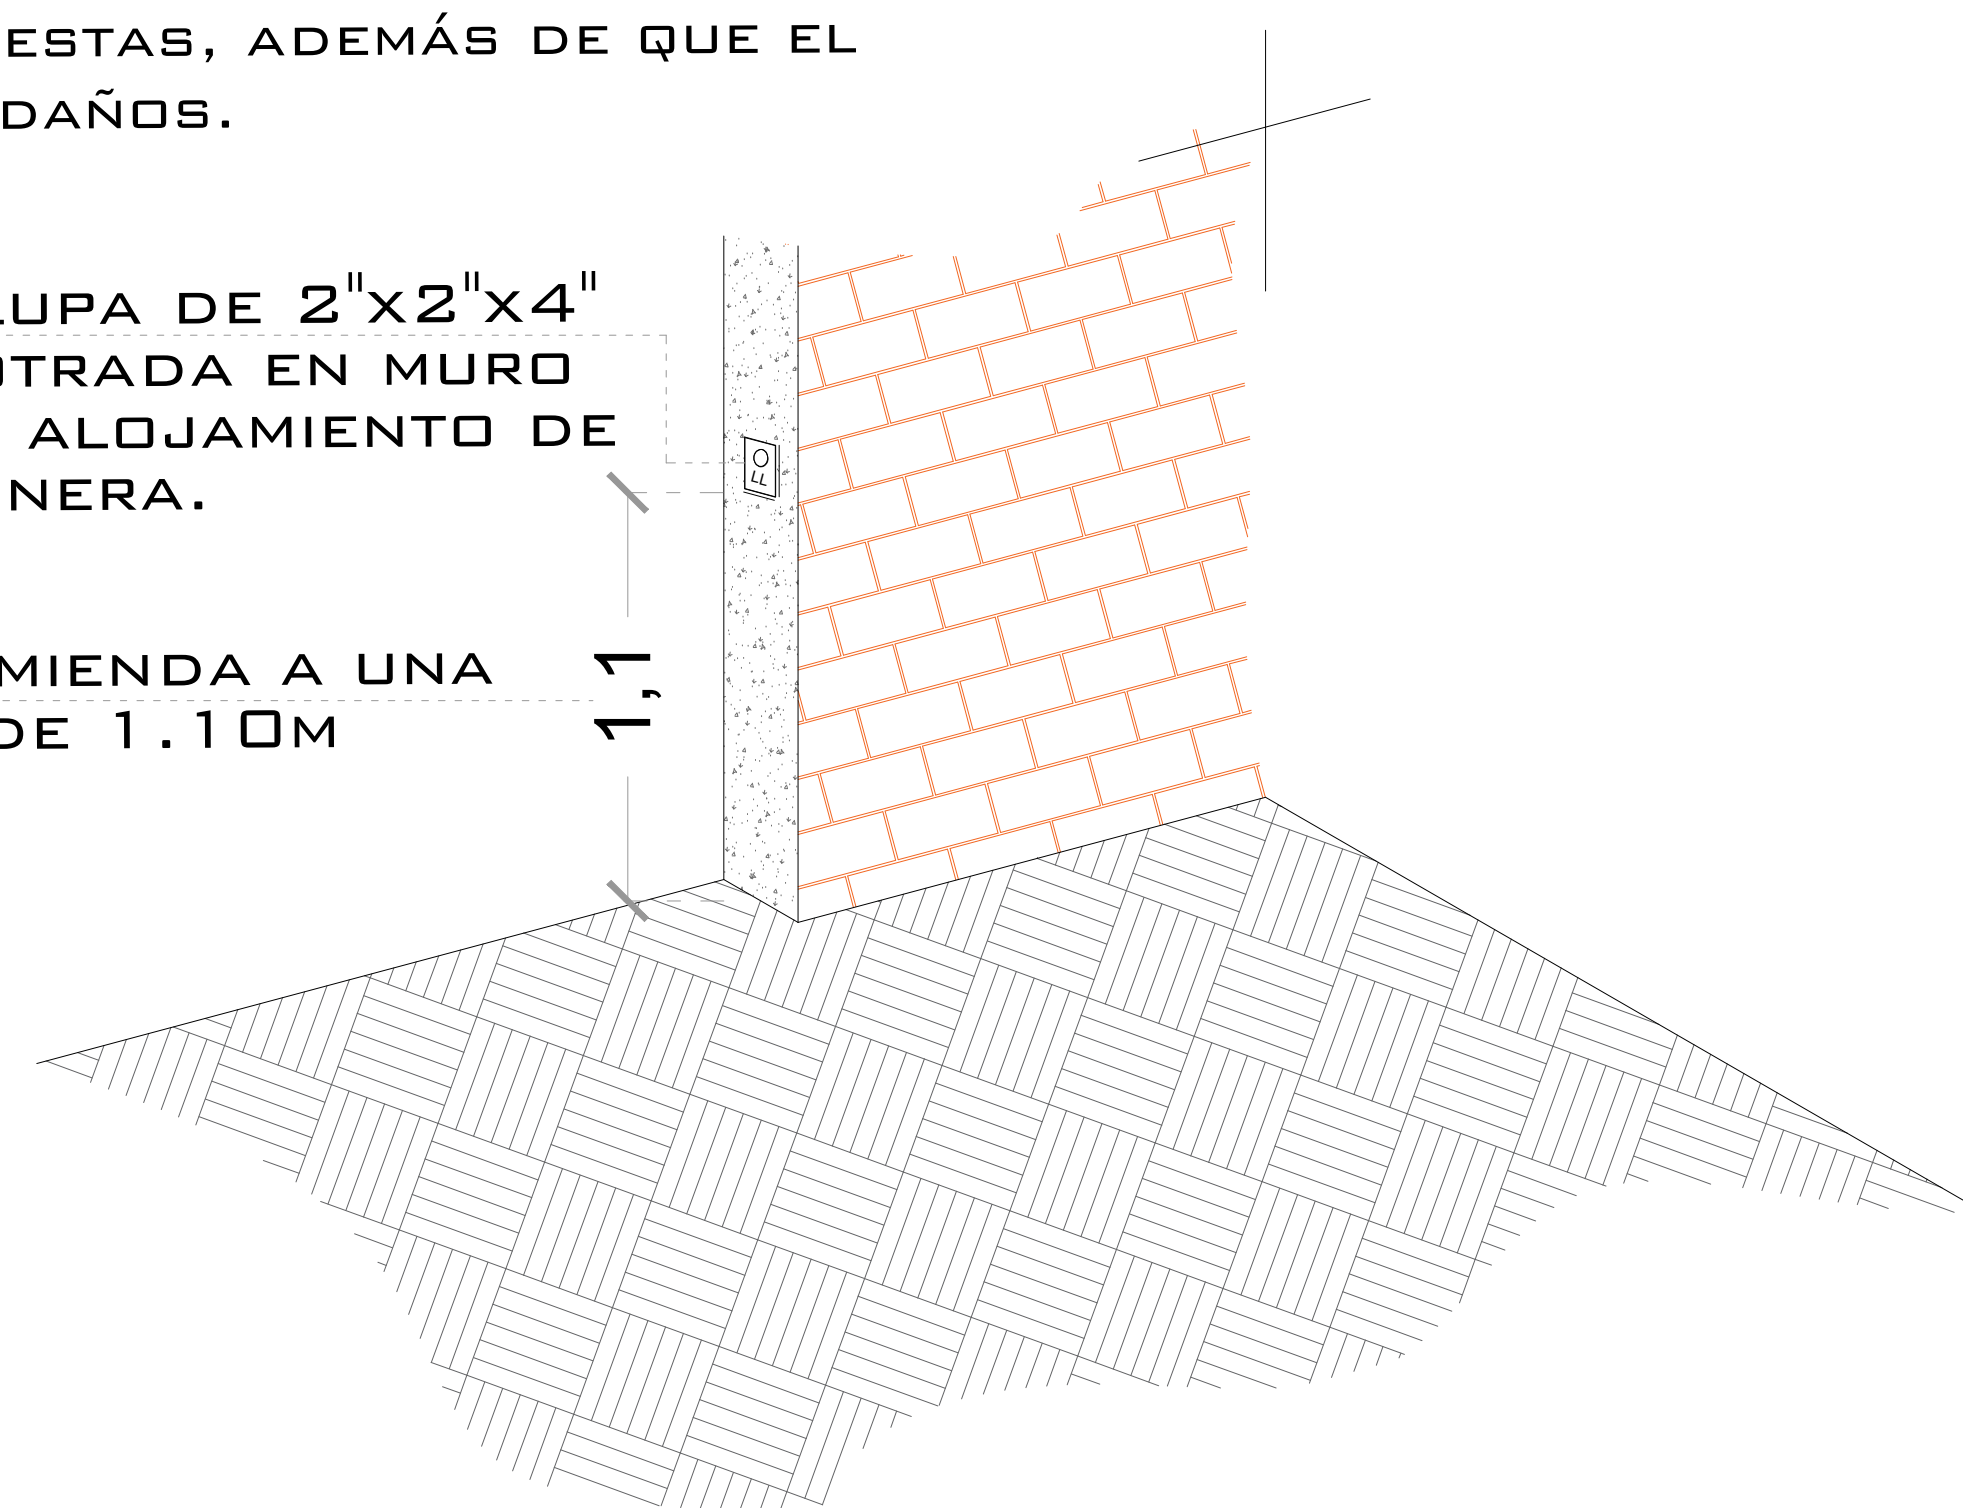 ESTAS, ADEMÁS DE QUE EL
DAÑOS.
LUPA DE 2"x2"x4"
OTRADA EN MURO
ALOJAMIENTO DE
NERA.
LL
MIENDA A UNA
DE 1.10M
1,1